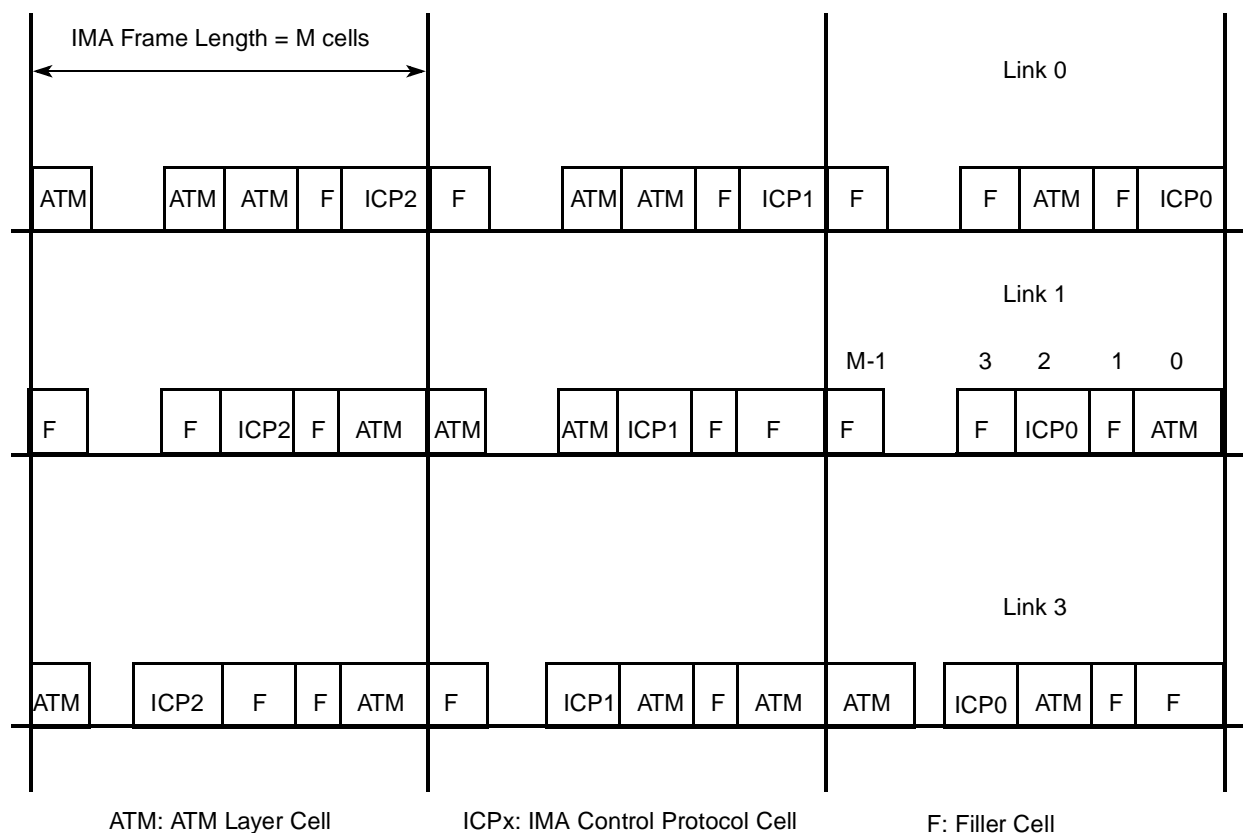 IMA Frame Length = M cells
Link 0
ATM ATM ATM F ICP2 F ATM ATM F ICP1 F F ATM F ICP0
Link 1
M-1 3 2 1 0
F F ICP2 F ATM ATM ATM ICP1 F F F F ICP0 F ATM
Link 3
ATM ICP2 F F ATM F ICP1 ATM F ATM ATM ICP0 ATM F F
ATM: ATM Layer Cell ICPx: IMA Control Protocol Cell F: Filler Cell